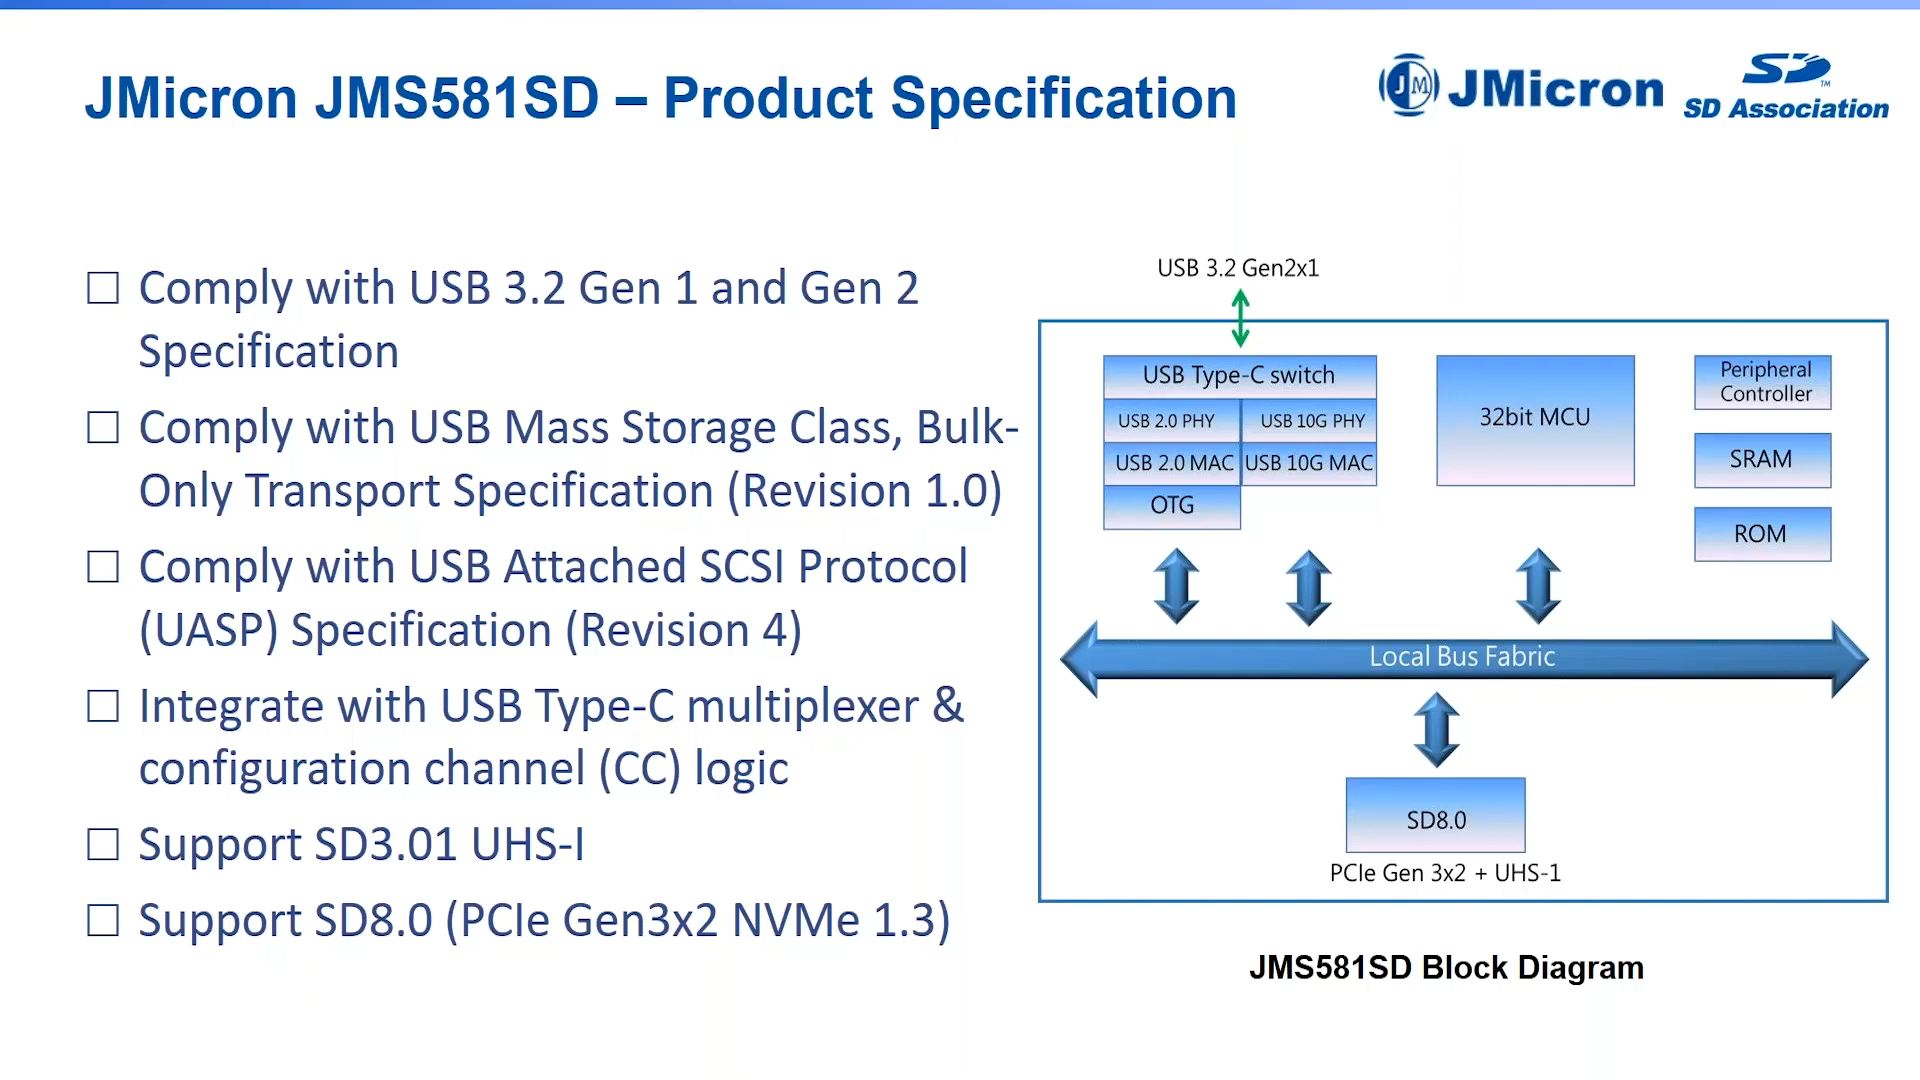 JMicron JMS581SD – Product Specification
JM JMicron
SD™
SD Association
□ Comply with USB 3.2 Gen 1 and Gen 2
Specification
□ Comply with USB Mass Storage Class, Bulk-
Only Transport Specification (Revision 1.0)
□ Comply with USB Attached SCSI Protocol
(UASP) Specification (Revision 4)
□ Integrate with USB Type-C multiplexer &
configuration channel (CC) logic
□ Support SD3.01 UHS-I
□ Support SD8.0 (PCIe Gen3x2 NVMe 1.3)
USB 3.2 Gen2x1
USB Type-C switch
USB 2.0 PHY
USB 10G PHY
USB 2.0 MAC
USB 10G MAC
OTG
32bit MCU
Peripheral
Controller
SRAM
ROM
Local Bus Fabric
SD8.0
PCIe Gen 3x2 + UHS-1
JMS581SD Block Diagram